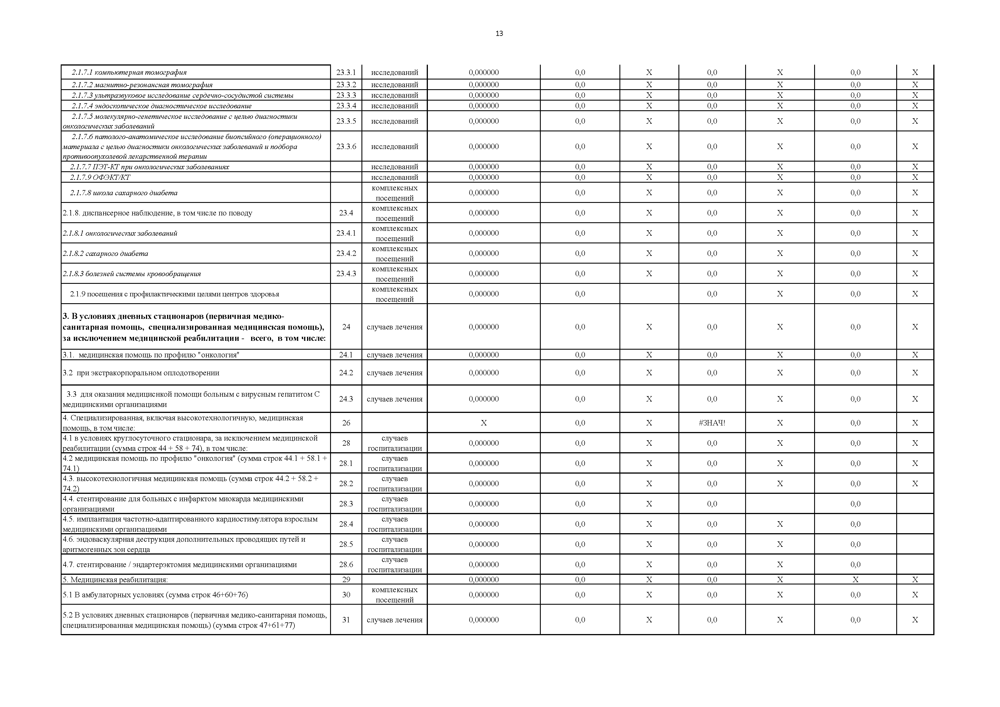 13
2.1.7.1 компьютерная томография 23.3.1 исследований 0,000000 0,0 X 0,0 X 0,0 X
2.1.7.2 магнитно-резонансная томография 23.3.2 исследований 0,000000 0,0 X 0,0 X 0,0 X
2.1.7.3 ультразвуковое исследование сердечно-сосудистой системы 23.3.3 исследований 0,000000 0,0 X 0,0 X 0,0 X
2.1.7.4 эндоскопическое диагностическое исследование 23.3.4 исследований 0,000000 0,0 X 0,0 X 0,0 X
2.1.7.5 молекулярно-генетическое исследование с целью диагностики
онкологических заболеваний 23.3.5 исследований 0,000000 0,0 X 0,0 X 0,0 X
2.1.7.6 патолого-анатомическое исследование биопсийного (операционного)
материала с целью диагностики онкологических заболеваний и подбора
противоопухолевой лекарственной терапии 23.3.6 исследований 0,000000 0,0 X 0,0 X 0,0 X
2.1.7.7 ПЭТ-КТ при онкологических заболеваниях исследований 0,000000 0,0 X 0,0 X 0,0 X
2.1.7.9 ОФЭКТ/КТ исследований 0,000000 0,0 X 0,0 X 0,0 X
2.1.7.8 школа сахарного диабета комплексных
посещений 0,000000 0,0 X 0,0 X 0,0 X
2.1.8. диспансерное наблюдение, в том числе по поводу 23.4 комплексных
посещений 0,000000 0,0 X 0,0 X 0,0 X
2.1.8.1 онкологических заболеваний 23.4.1 комплексных
посещений 0,000000 0,0 X 0,0 X 0,0 X
2.1.8.2 сахарного диабета 23.4.2 комплексных
посещений 0,000000 0,0 X 0,0 X 0,0 X
2.1.8.3 болезней системы кровообращения 23.4.3 комплексных
посещений 0,000000 0,0 X 0,0 X 0,0 X
2.1.9 посещения с профилактическими целями центров здоровья комплексных
посещений 0,000000 0,0 0,0 X 0,0 X
3. В условиях дневных стационаров (первичная медико-
санитарная помощь, специализированная медицинская помощь),
за исключением медицинской реабилитации - всего, в том числе: 24 случаев лечения 0,000000 0,0 X 0,0 X 0,0 X
3.1. медицинская помощь по профилю "онкология" 24.1 случаев лечения 0,000000 0,0 X 0,0 X 0,0 X
3.2 при экстракорпоральном оплодотворении 24.2 случаев лечения 0,000000 0,0 X 0,0 X 0,0 X
3.3 для оказания медициснкой помощи больным с вирусным гепатитом С
медицинскими организациями 24.3 случаев лечения 0,000000 0,0 X 0,0 X 0,0 X
4. Специализированная, включая высокотехнологичную, медицинская
помощь, в том числе: 26 X 0,0 X #ЗНАЧ! X 0,0 X
4.1 в условиях круглосуточного стационара, за исключением медицинской
реабилитации (сумма строк 44 + 58 + 74), в том числе: 28 случаев
госпитализации 0,000000 0,0 X 0,0 X 0,0 X
4.2 медицинская помощь по профилю "онкология" (сумма строк 44.1 + 58.1 +
74.1) 28.1 случаев
госпитализации 0,000000 0,0 X 0,0 X 0,0 X
4.3. высокотехнологичная медицинская помощь (сумма строк 44.2 + 58.2 +
74.2) 28.2 случаев
госпитализации 0,000000 0,0 X 0,0 X 0,0 X
4.4. стентирование для больных с инфарктом миокарда медицинскими
организациями 28.3 случаев
госпитализации 0,000000 0,0 X 0,0 0,0
4.5. имплантация частотно-адаптированного кардиостимулятора взрослым
медицинскими организациями 28.4 случаев
госпитализации 0,000000 0,0 X 0,0 X 0,0
4.6. эндоваскулярная деструкция дополнительных проводящих путей и
аритмогенных зон сердца 28.5 случаев
госпитализации 0,000000 0,0 X 0,0 X 0,0
4.7. стентирование / эндартерэктомия медицинскими организациями 28.6 случаев
госпитализации 0,000000 0,0 X 0,0 X 0,0
5. Медицинская реабилитация: 29 0,000000 0,0 X 0,0 X X X
5.1 В амбулаторных условиях (сумма строк 46+60+76) 30 комплексных
посещений 0,000000 0,0 X 0,0 X 0,0 X
5.2 В условиях дневных стационаров (первичная медико-санитарная помощь,
специализированная медицинская помощь) (сумма строк 47+61+77) 31 случаев лечения 0,000000 0,0 X 0,0 X 0,0 X